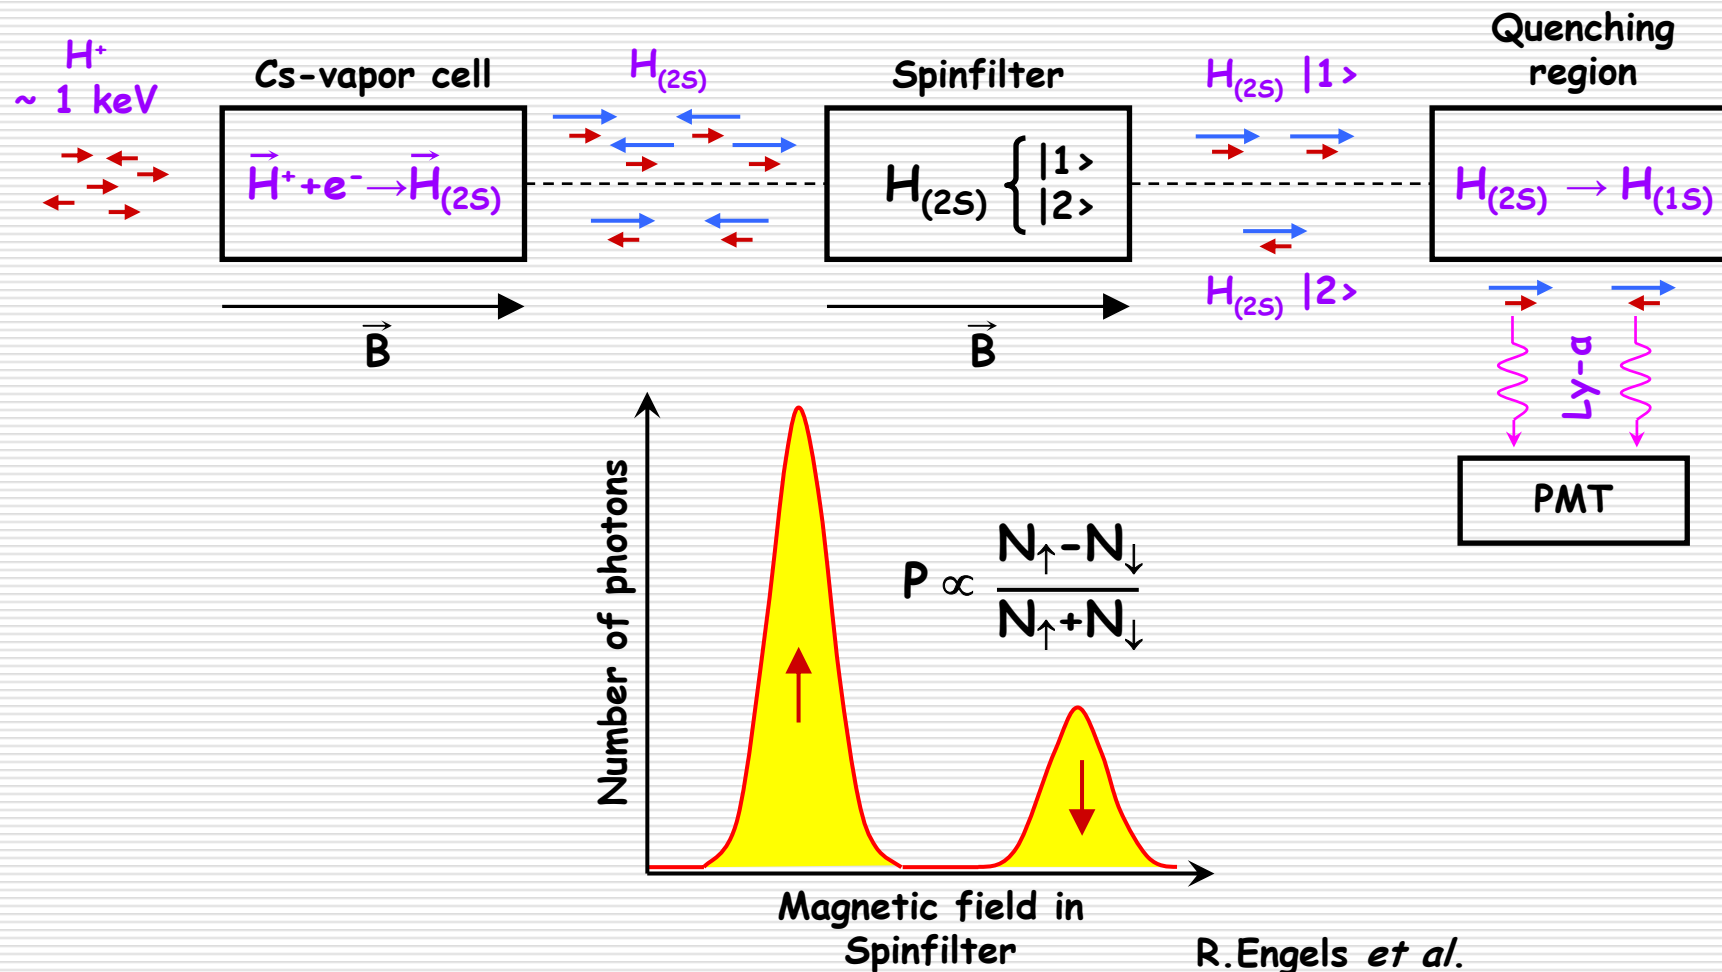 H⁺
~ 1 keV
Cs-vapor cell
H⁺+e⁻→H(2S)
B
H(2S)
Spinfilter
H(2S) { |1>
|2>
B
H(2S) |1>
H(2S) |2>
Quenching
region
H(2S) → H(1S)
Ly-α
PMT
Number of photons
P ∝ N↑-N↓
N↑+N↓
Magnetic field in
Spinfilter
R.Engels et al.